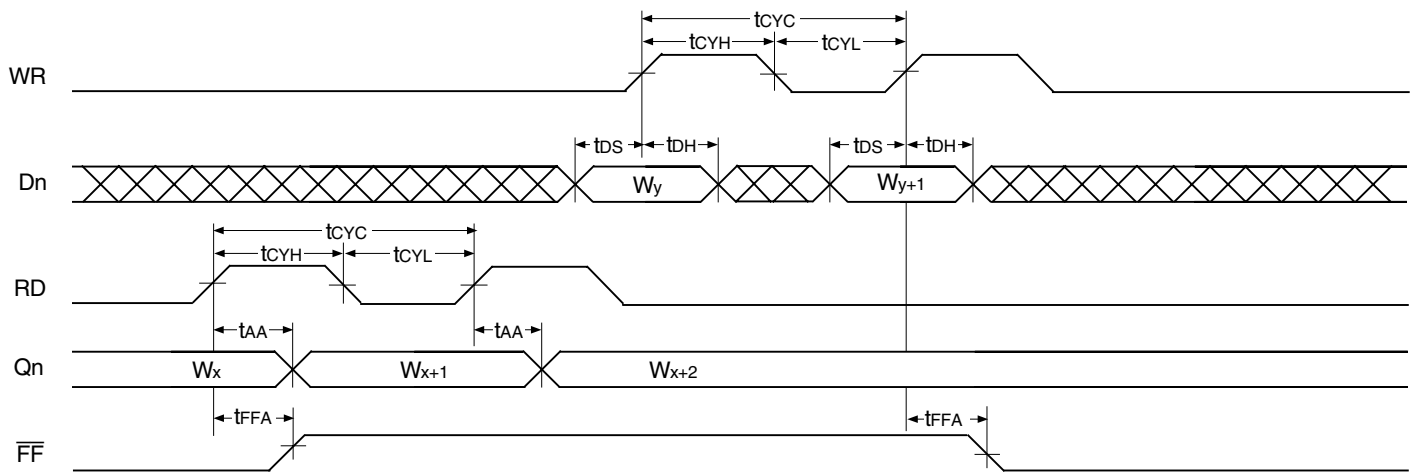 tCYC
tCYH tCYL
WR
tDS tDH tDS tDH
Dn Wy Wy+1
tCYC
tCYH tCYL
RD
tAA tAA
Qn Wx Wx+1 Wx+2
tFFA tFFA
FF